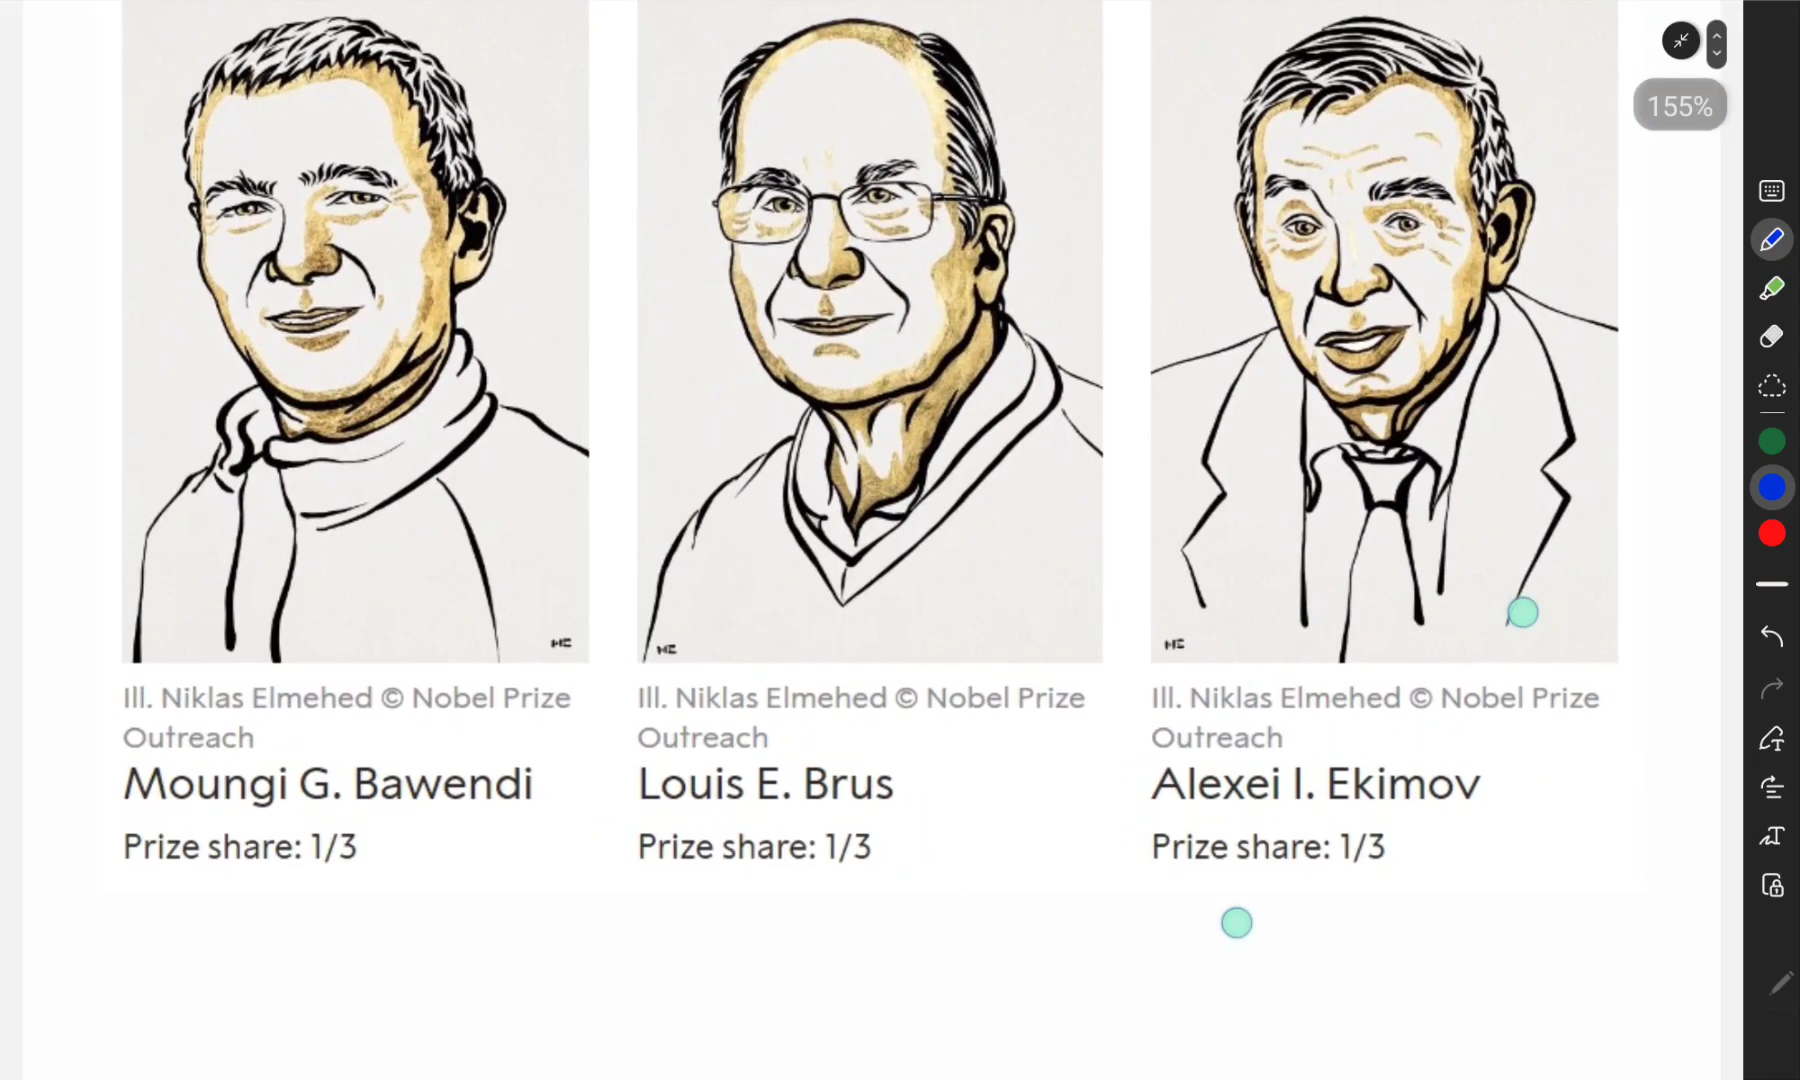 155%
Ill. Niklas Elmehed © Nobel Prize
Outreach
Moungi G. Bawendi
Prize share: 1/3
Ill. Niklas Elmehed © Nobel Prize
Outreach
Louis E. Brus
Prize share: 1/3
Ill. Niklas Elmehed © Nobel Prize
Outreach
Alexei I. Ekimov
Prize share: 1/3